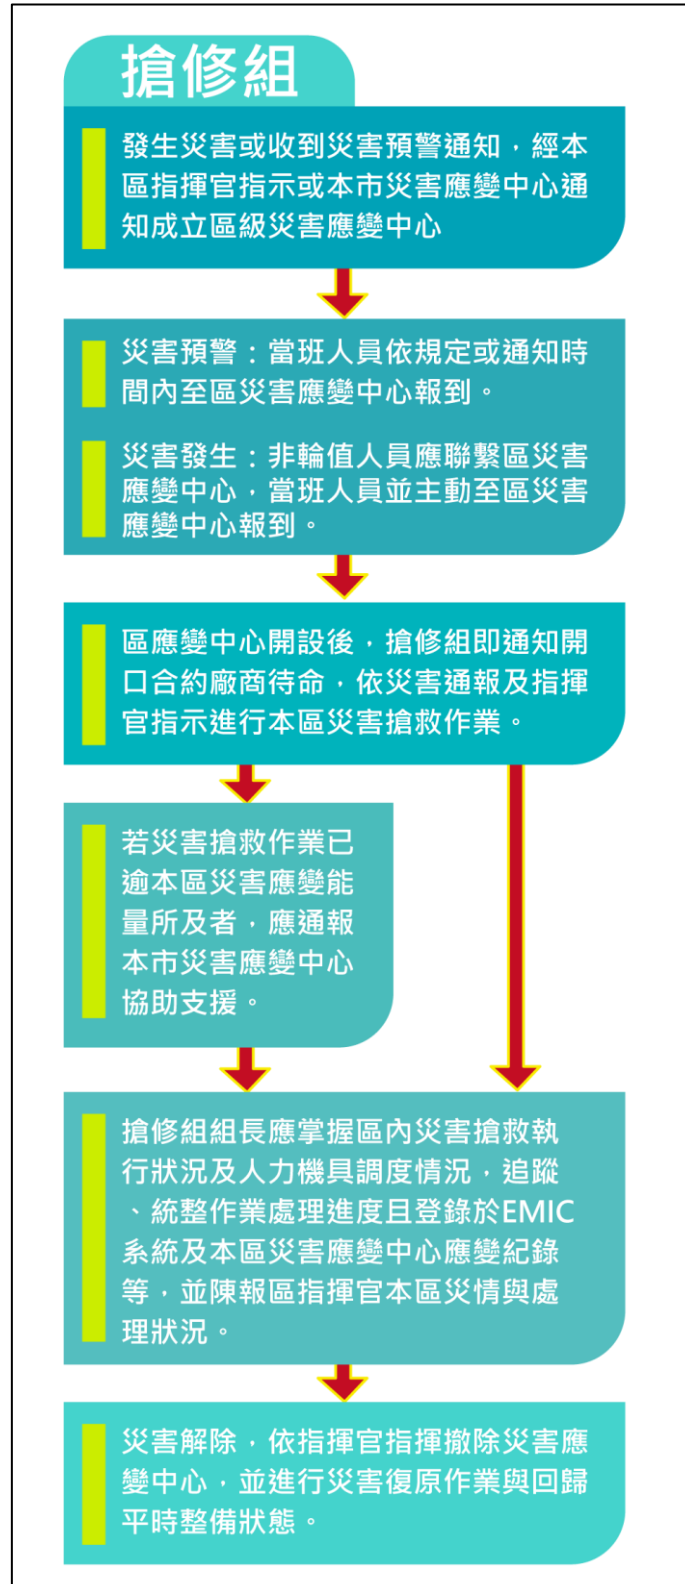 搶修組
發生災害或收到災害預警通知，經本
區指揮官指示或本市災害應變中心通
知成立區級災害應變中心
災害預警：當班人員依規定或通知時
間內至區災害應變中心報到。
災害發生：非輪值人員應聯繫區災害
應變中心，當班人員並主動至區災害
應變中心報到。
區應變中心開設後，搶修組即通知開
口合約廠商待命，依災害通報及指揮
官指示進行本區災害搶救作業。
若災害搶救作業已
逾本區災害應變能
量所及者，應通報
本市災害應變中心
協助支援。
搶修組組長應掌握區內災害搶救執
行狀況及人力機具調度情況，追蹤
、統整作業處理進度且登錄於EMIC
系統及本區災害應變中心應變紀錄
等，並陳報區指揮官本區災情與處
理狀況。
災害解除，依指揮官指揮撤除災害應
變中心，並進行災害復原作業與回歸
平時整備狀態。